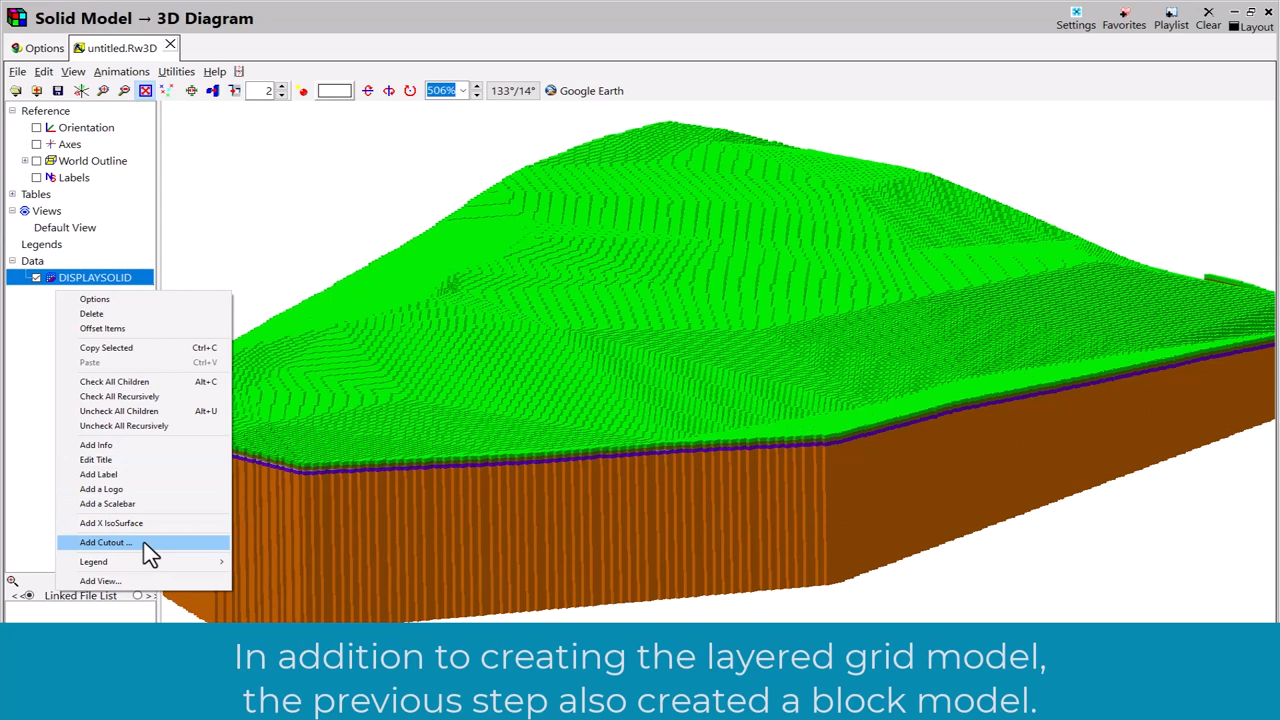 Solid Model → 3D Diagram
Settings Favorites Playlist Clear Layout
Options untitled.Rw3D
File Edit View Animations Utilities Help
2 506% 133°/14° Google Earth
Reference
Orientation
Axes
World Outline
Labels
Tables
Views
Default View
Legends
Data
DISPLAYSOLID
Options
Delete
Offset Items
Copy Selected Ctrl+C
Paste Ctrl+V
Check All Children Alt+C
Check All Recursively
Uncheck All Children Alt+U
Uncheck All Recursively
Add Info
Edit Title
Add Label
Add a Logo
Add a Scalebar
Add X IsoSurface
Add Cutout ...
Legend >
Add View...
<< Linked File List >>
In addition to creating the layered grid model,
the previous step also created a block model.